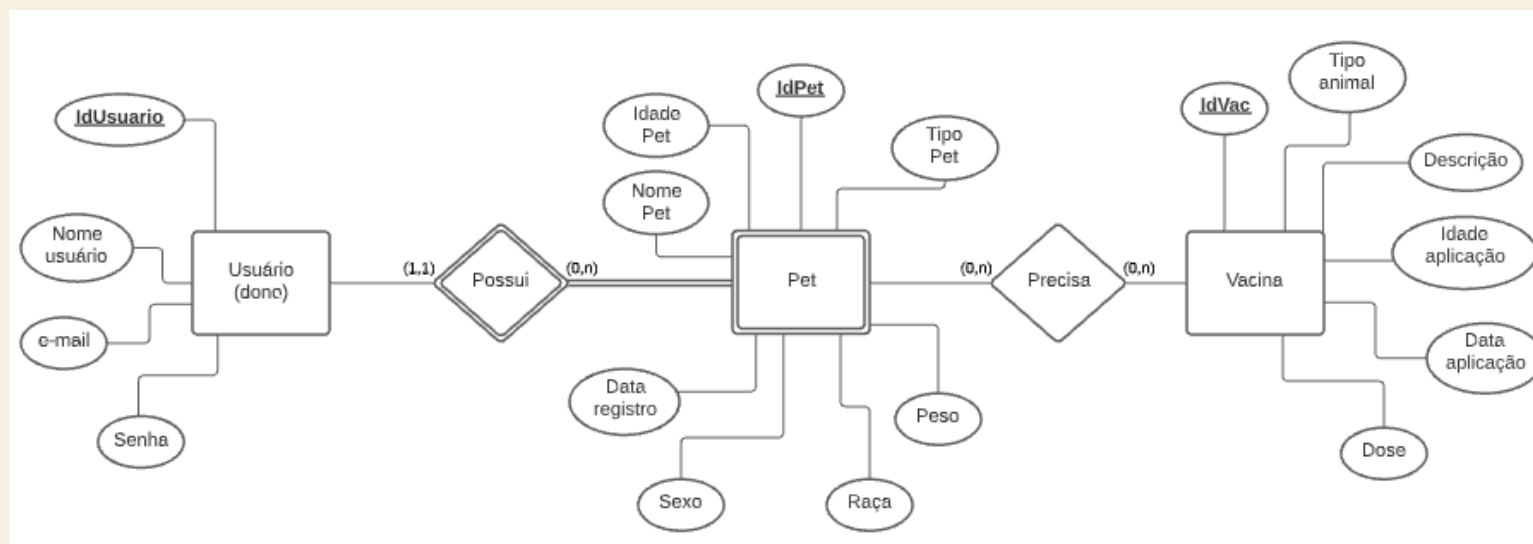 IdUsuario
Nome
usuário
e-mail
Senha
Usuário
(dono)
(1,1)
Possui
(0,n)
Idade
Pet
Nome
Pet
IdPet
Tipo
Pet
Pet
Data
registro
Sexo
Raça
Peso
(0,n)
Precisa
(0,n)
IdVac
Tipo
animal
Descrição
Idade
aplicação
Vacina
Data
aplicação
Dose